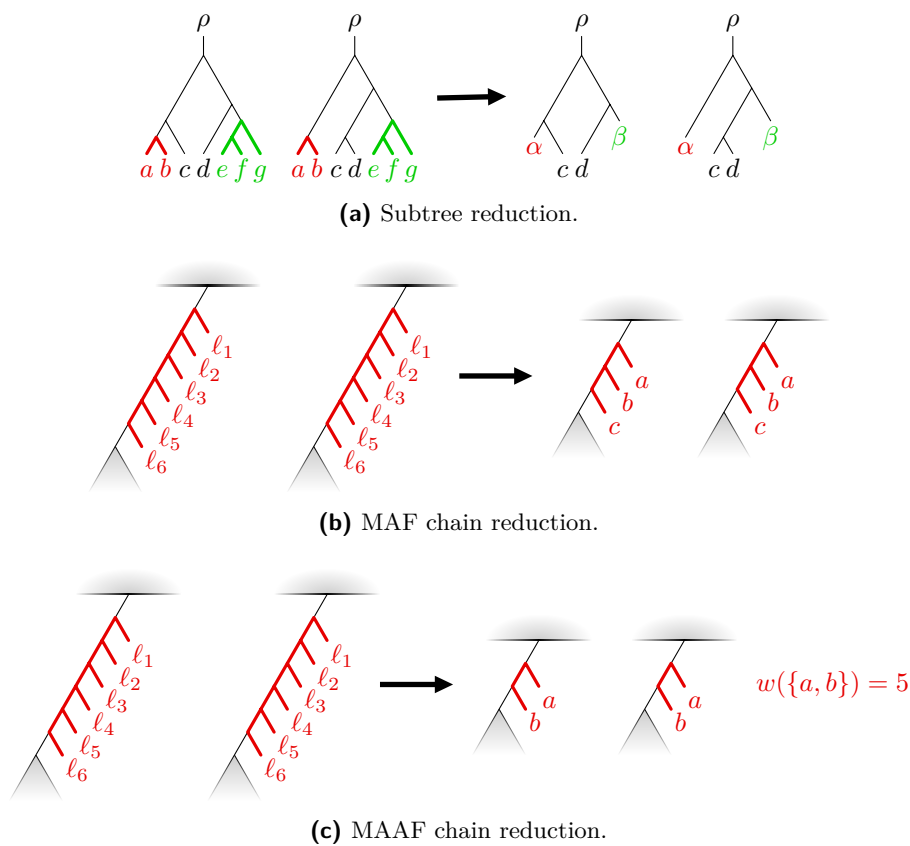 ρ ρ ρ ρ
α β α β
a b c d e f g a b c d e f g c d c d
(a) Subtree reduction.
ℓ1 ℓ1
ℓ2 ℓ2
ℓ3 ℓ3 a a
ℓ4 ℓ4 b b
ℓ5 ℓ5 c c
ℓ6 ℓ6
(b) MAF chain reduction.
ℓ1 ℓ1
ℓ2 ℓ2
ℓ3 ℓ3 a a w({a, b}) = 5
ℓ4 ℓ4 b b
ℓ5 ℓ5
ℓ6 ℓ6
(c) MAAF chain reduction.